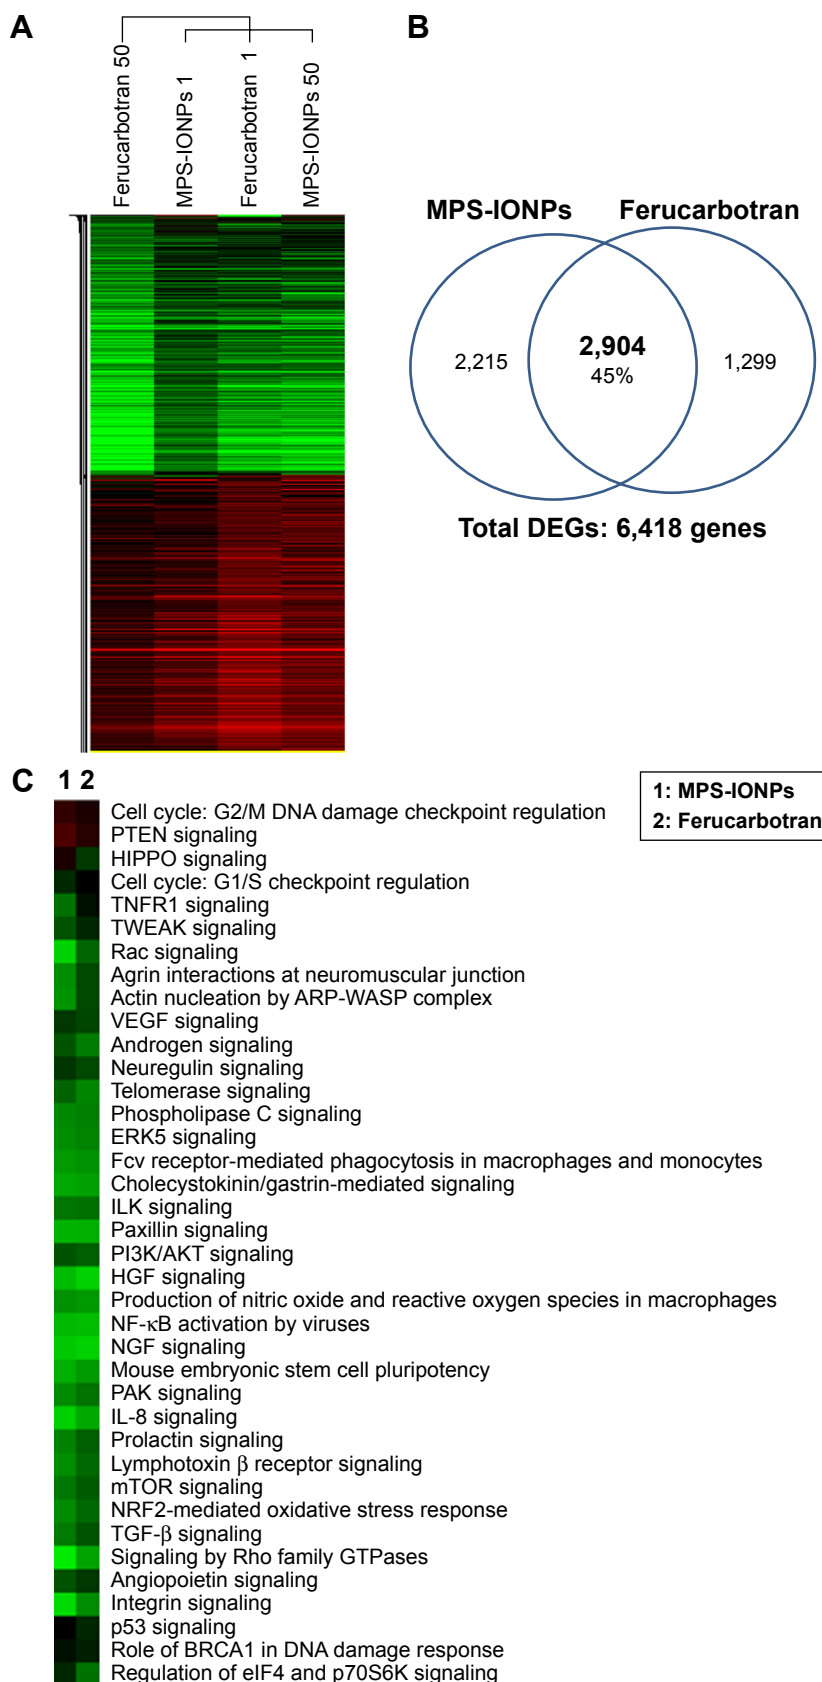 A
B
Ferucarbotran 50
MPS-IONPs 1
Ferucarbotran 1
MPS-IONPs 50
MPS-IONPs Ferucarbotran
2,215
2,904
45%
1,299
Total DEGs: 6,418 genes
C 1 2
1: MPS-IONPs
2: Ferucarbotran
Cell cycle: G2/M DNA damage checkpoint regulation
PTEN signaling
HIPPO signaling
Cell cycle: G1/S checkpoint regulation
TNFR1 signaling
TWEAK signaling
Rac signaling
Agrin interactions at neuromuscular junction
Actin nucleation by ARP-WASP complex
VEGF signaling
Androgen signaling
Neuregulin signaling
Telomerase signaling
Phospholipase C signaling
ERK5 signaling
Fcv receptor-mediated phagocytosis in macrophages and monocytes
Cholecystokinin/gastrin-mediated signaling
ILK signaling
Paxillin signaling
PI3K/AKT signaling
HGF signaling
Production of nitric oxide and reactive oxygen species in macrophages
NF-κB activation by viruses
NGF signaling
Mouse embryonic stem cell pluripotency
PAK signaling
IL-8 signaling
Prolactin signaling
Lymphotoxin β receptor signaling
mTOR signaling
NRF2-mediated oxidative stress response
TGF-β signaling
Signaling by Rho family GTPases
Angiopoietin signaling
Integrin signaling
p53 signaling
Role of BRCA1 in DNA damage response
Regulation of eIF4 and p70S6K signaling